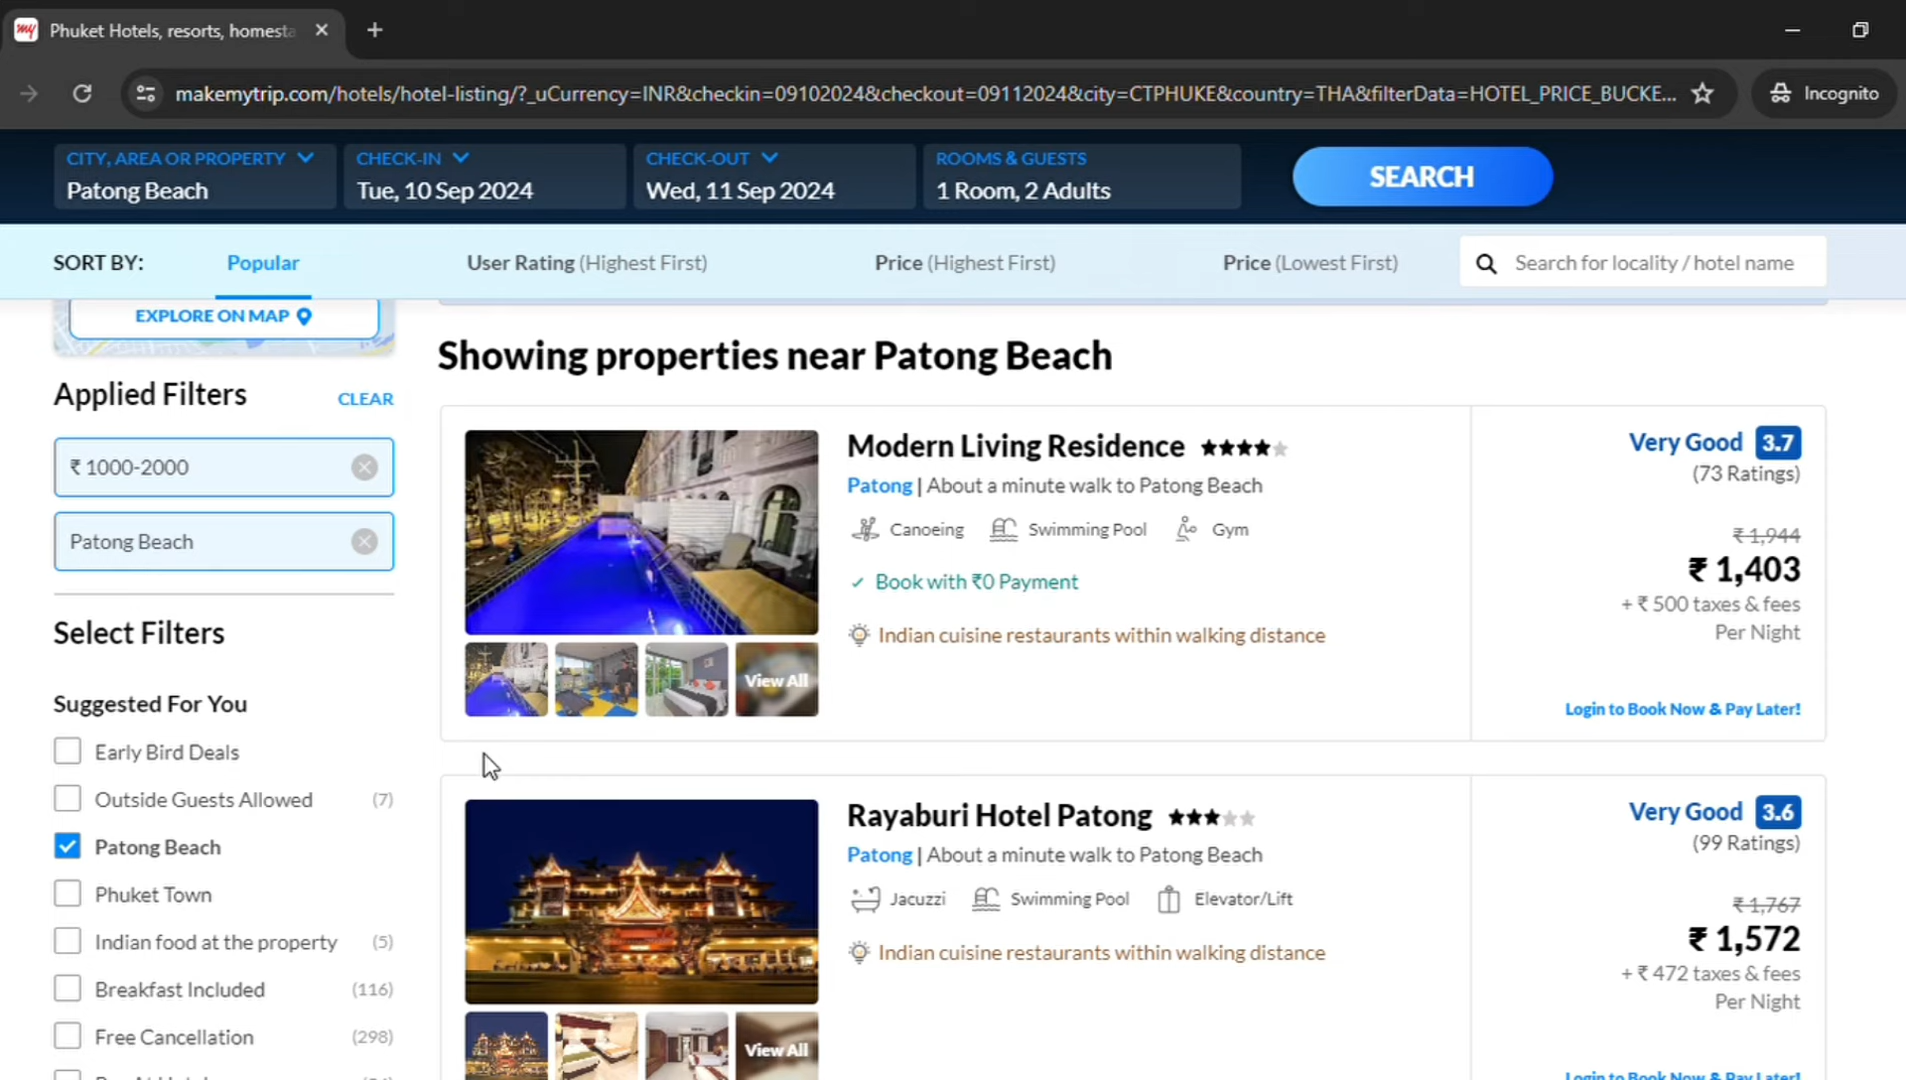 my Phuket Hotels, resorts, homesta
makemytrip.com/hotels/hotel-listing/?_uCurrency=INR&checkin=09102024&checkout=09112024&city=CTPHUKE&country=THA&filterData=HOTEL_PRICE_BUCKE...
Incognito
CITY, AREA OR PROPERTY
Patong Beach
CHECK-IN
Tue, 10 Sep 2024
CHECK-OUT
Wed, 11 Sep 2024
ROOMS & GUESTS
1 Room, 2 Adults
SEARCH
SORT BY:
Popular
User Rating (Highest First)
Price (Highest First)
Price (Lowest First)
Search for locality / hotel name
EXPLORE ON MAP
Applied Filters
CLEAR
₹ 1000-2000
Patong Beach
Select Filters
Suggested For You
Early Bird Deals
Outside Guests Allowed (7)
Patong Beach
Phuket Town
Indian food at the property (5)
Breakfast Included (116)
Free Cancellation (298)
Showing properties near Patong Beach
Modern Living Residence
Patong | About a minute walk to Patong Beach
Canoeing Swimming Pool Gym
Book with ₹0 Payment
Indian cuisine restaurants within walking distance
View All
Very Good 3.7
(73 Ratings)
₹ 1,944
₹ 1,403
+ ₹ 500 taxes & fees
Per Night
Login to Book Now & Pay Later!
Rayaburi Hotel Patong
Patong | About a minute walk to Patong Beach
Jacuzzi Swimming Pool Elevator/Lift
Indian cuisine restaurants within walking distance
View All
Very Good 3.6
(99 Ratings)
₹ 1,767
₹ 1,572
+ ₹ 472 taxes & fees
Per Night
Login to Book Now & Pay Later!